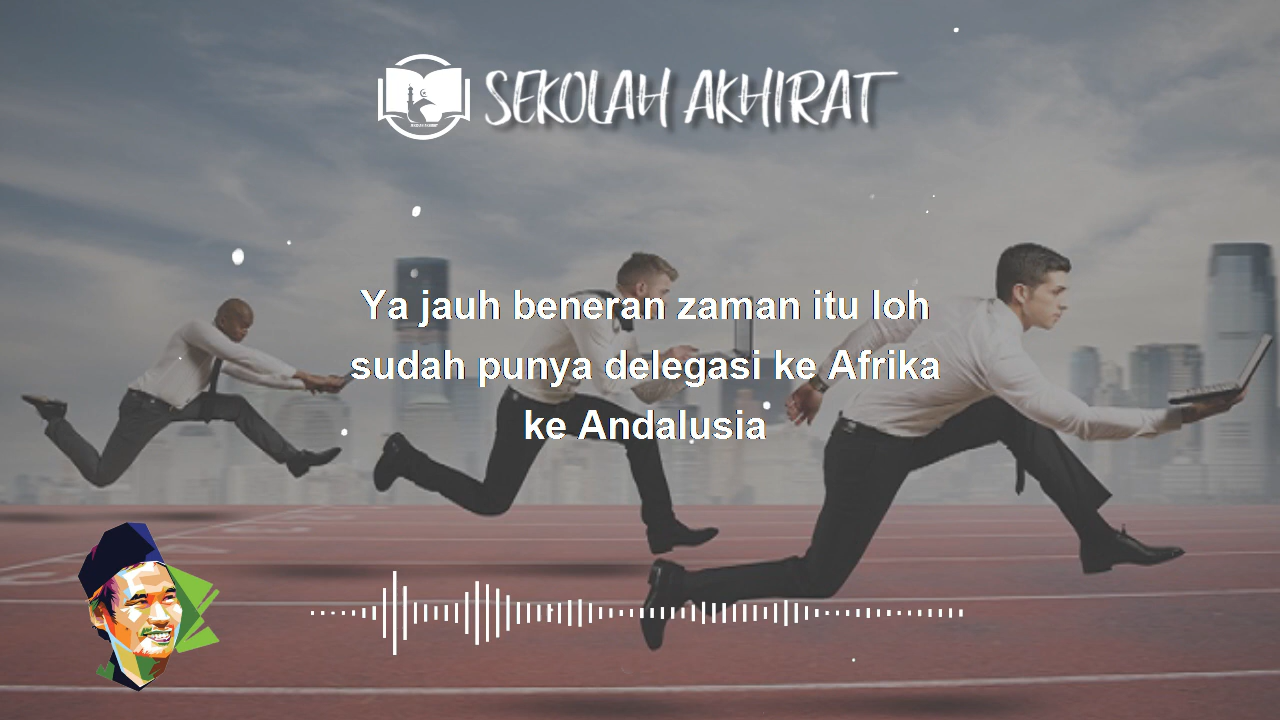 SEKOLAH AKHIRAT
Ya jauh beneran zaman itu loh
sudah punya delegasi ke Afrika
ke Andalusia